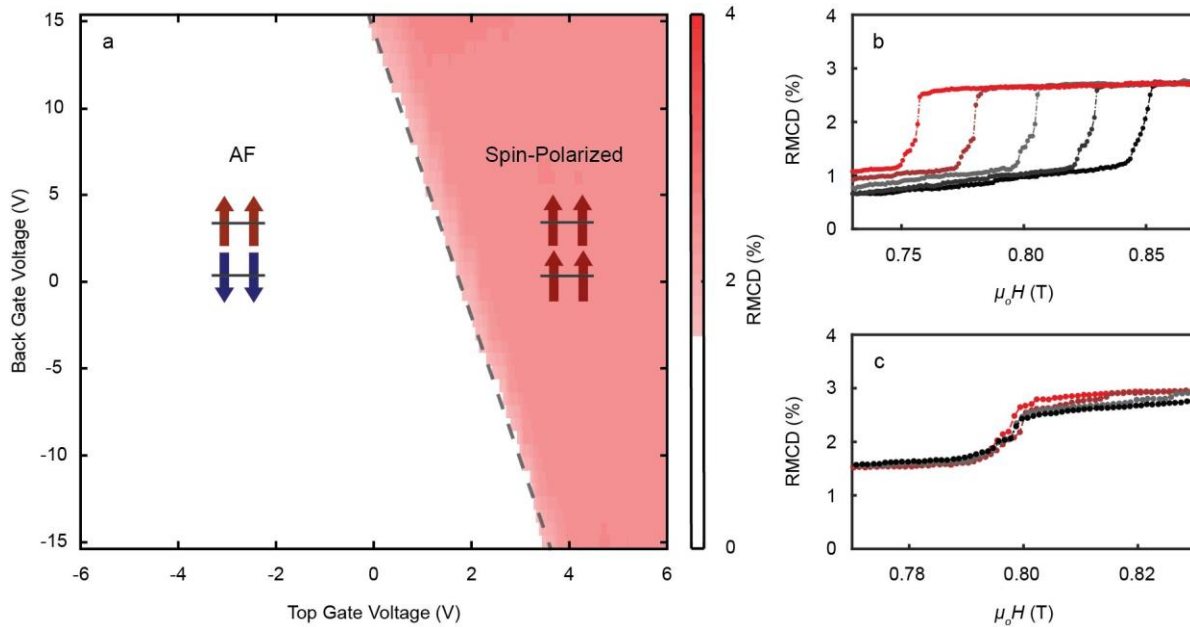 a
AF
Spin-Polarized
15
10
5
0
-5
-10
-15
Back Gate Voltage (V)
-6
-4
-2
0
2
4
6
Top Gate Voltage (V)
4
2
0
RMCD (%)
b
4
3
2
1
0
RMCD (%)
0.75
0.80
0.85
μₒH (T)
c
4
3
2
1
0
RMCD (%)
0.78
0.80
0.82
μₒH (T)